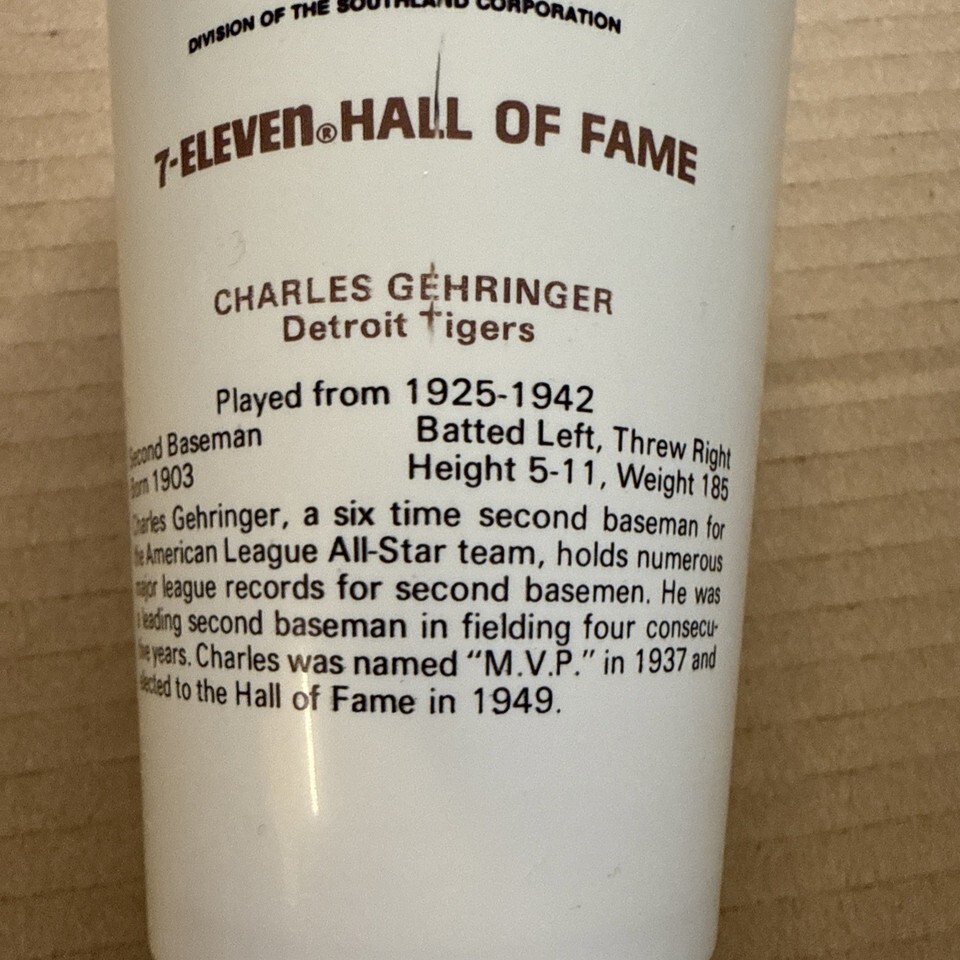 DIVISION OF THE SOUTHLAND CORPORATION
7-ELEVEn® HALL OF FAME
CHARLES GEHRINGER
Detroit Tigers
Played from 1925-1942
Second Baseman Batted Left, Threw Right
Born 1903 Height 5-11, Weight 185
Charles Gehringer, a six time second baseman for
the American League All-Star team, holds numerous
major league records for second basemen. He was
a leading second baseman in fielding four consecu-
tive years. Charles was named “M.V.P.” in 1937 and
elected to the Hall of Fame in 1949.